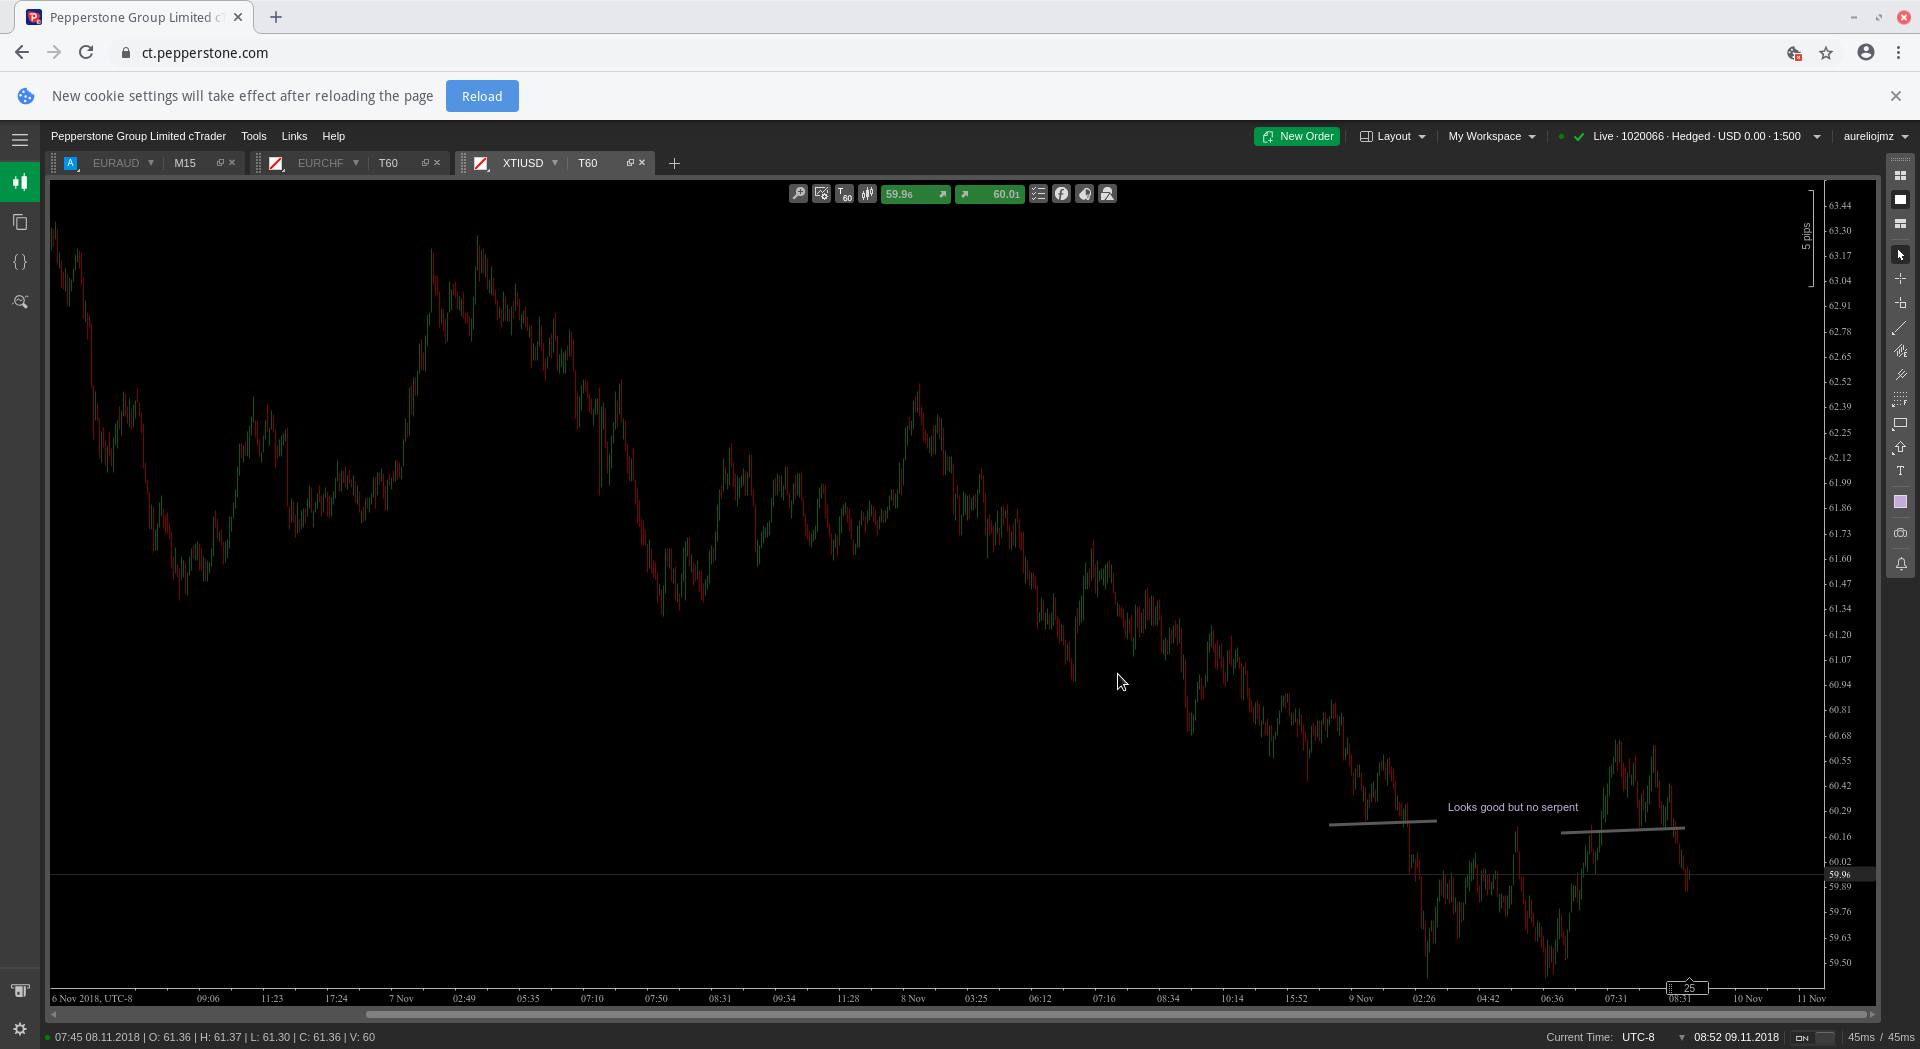 Pepperstone Group Limited c
ct.pepperstone.com
New cookie settings will take effect after reloading the page
Reload
Pepperstone Group Limited cTrader Tools Links Help
New Order Layout My Workspace Live · 1020066 · Hedged · USD 0.00 · 1:500 aureliojmz
A EURAUD M15 EURCHF T60 XTIUSD T60
T 60 59.96 60.01
5 pips
63.44
63.30
63.17
63.04
62.91
62.78
62.65
62.52
62.39
62.25
62.12
61.99
61.86
61.73
61.60
61.47
61.34
61.20
61.07
60.94
60.81
60.68
60.55
60.42
60.29
60.16
60.02
59.96
59.89
59.76
59.63
59.50
T
Looks good but no serpent
25
6 Nov 2018, UTC-8 09:06 11:23 17:24 7 Nov 02:49 05:35 07:10 07:50 08:31 09:34 11:28 8 Nov 03:25 06:12 07:16 08:34 10:14 15:52 9 Nov 02:26 04:42 06:36 07:31 08:31 10 Nov 11 Nov
07:45 08.11.2018 | O: 61.36 | H: 61.37 | L: 61.30 | C: 61.36 | V: 60
Current Time: UTC-8 08:52 09.11.2018 ON 45ms / 45ms